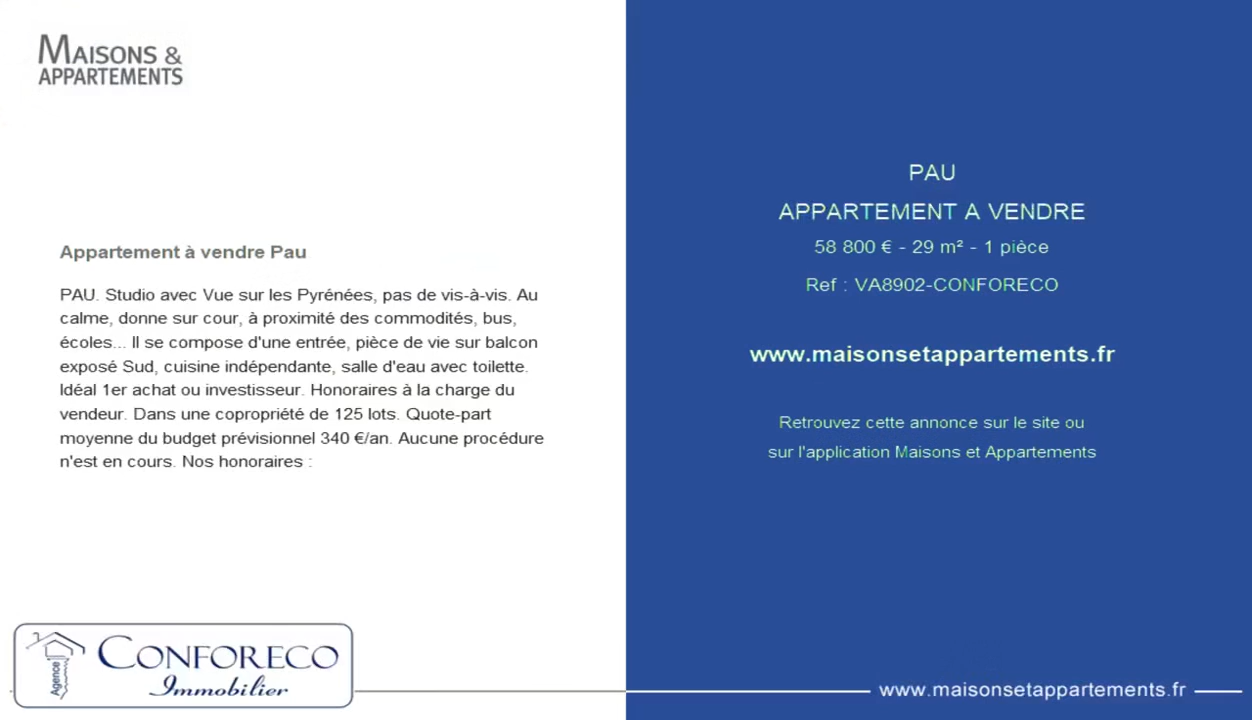 MAISONS &
APPARTEMENTS
Appartement à vendre Pau
PAU. Studio avec Vue sur les Pyrénées, pas de vis-à-vis. Au
calme, donne sur cour, à proximité des commodités, bus,
écoles... Il se compose d'une entrée, pièce de vie sur balcon
exposé Sud, cuisine indépendante, salle d'eau avec toilette.
Idéal 1er achat ou investisseur. Honoraires à la charge du
vendeur. Dans une copropriété de 125 lots. Quote-part
moyenne du budget prévisionnel 340 €/an. Aucune procédure
n'est en cours. Nos honoraires :
Agence
CONFORECO
Immobilier
PAU
APPARTEMENT A VENDRE
58 800 € - 29 m² - 1 pièce
Ref : VA8902-CONFORECO
www.maisonsetappartements.fr
Retrouvez cette annonce sur le site ou
sur l'application Maisons et Appartements
www.maisonsetappartements.fr